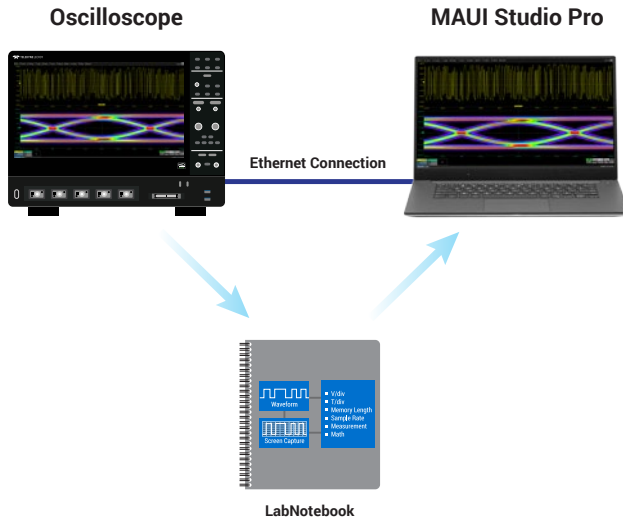 Oscilloscope
MAUI Studio Pro
Ethernet Connection
Waveform
Screen Capture
V/div
T/div
Memory Length
Sample Rate
Measurement
Math
LabNotebook